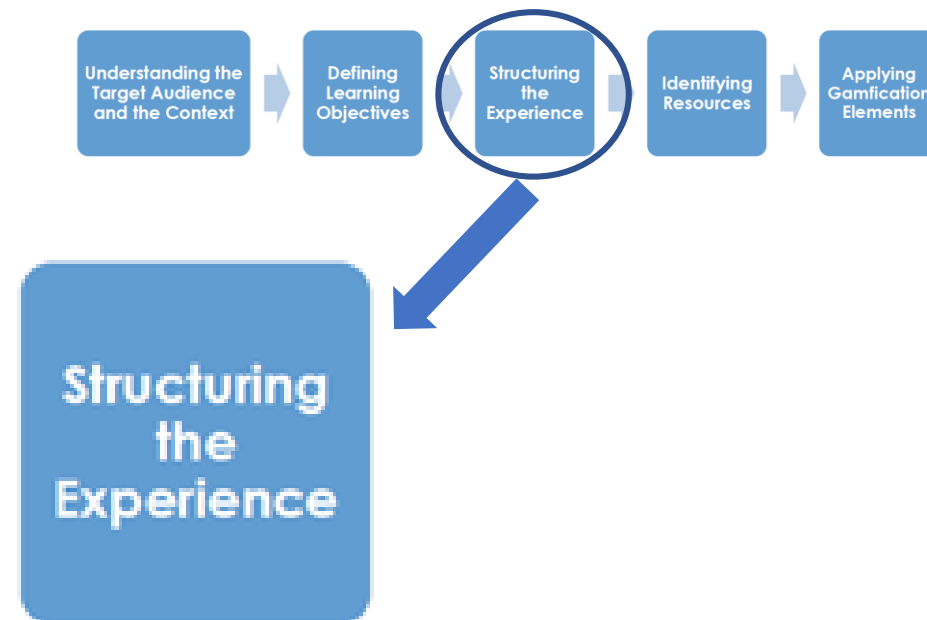 Understanding the
Target Audience
and the Context
Defining
Learning
Objectives
Structuring
the
Experience
Identifying
Resources
Applying
Gamfication
Elements
Structuring
the
Experience